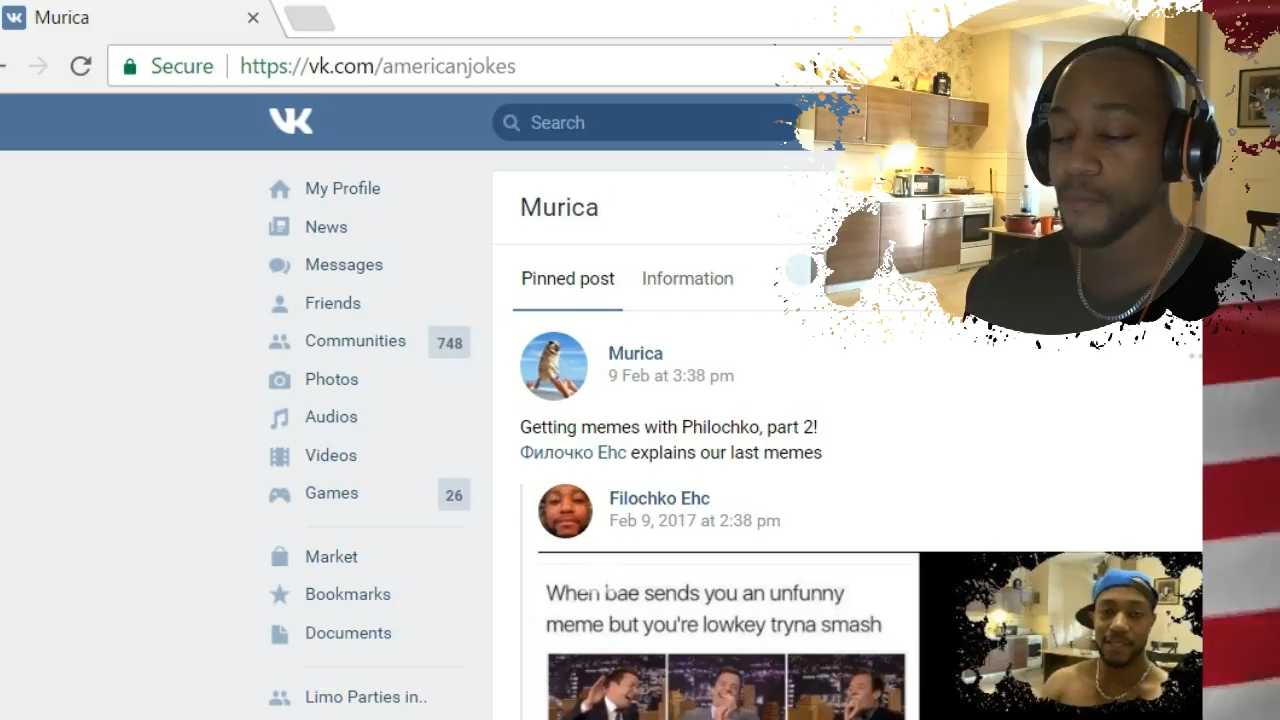 Murica
Secure https://vk.com/americanjokes
Search
My Profile
News
Messages
Friends
Communities 748
Photos
Audios
Videos
Games 26
Market
Bookmarks
Documents
Limo Parties in..
Murica
Pinned post Information
Murica
9 Feb at 3:38 pm
Getting memes with Philochko, part 2!
Филочко Ehc explains our last memes
Filochko Ehc
Feb 9, 2017 at 2:38 pm
When bae sends you an unfunny
meme but you're lowkey tryna smash